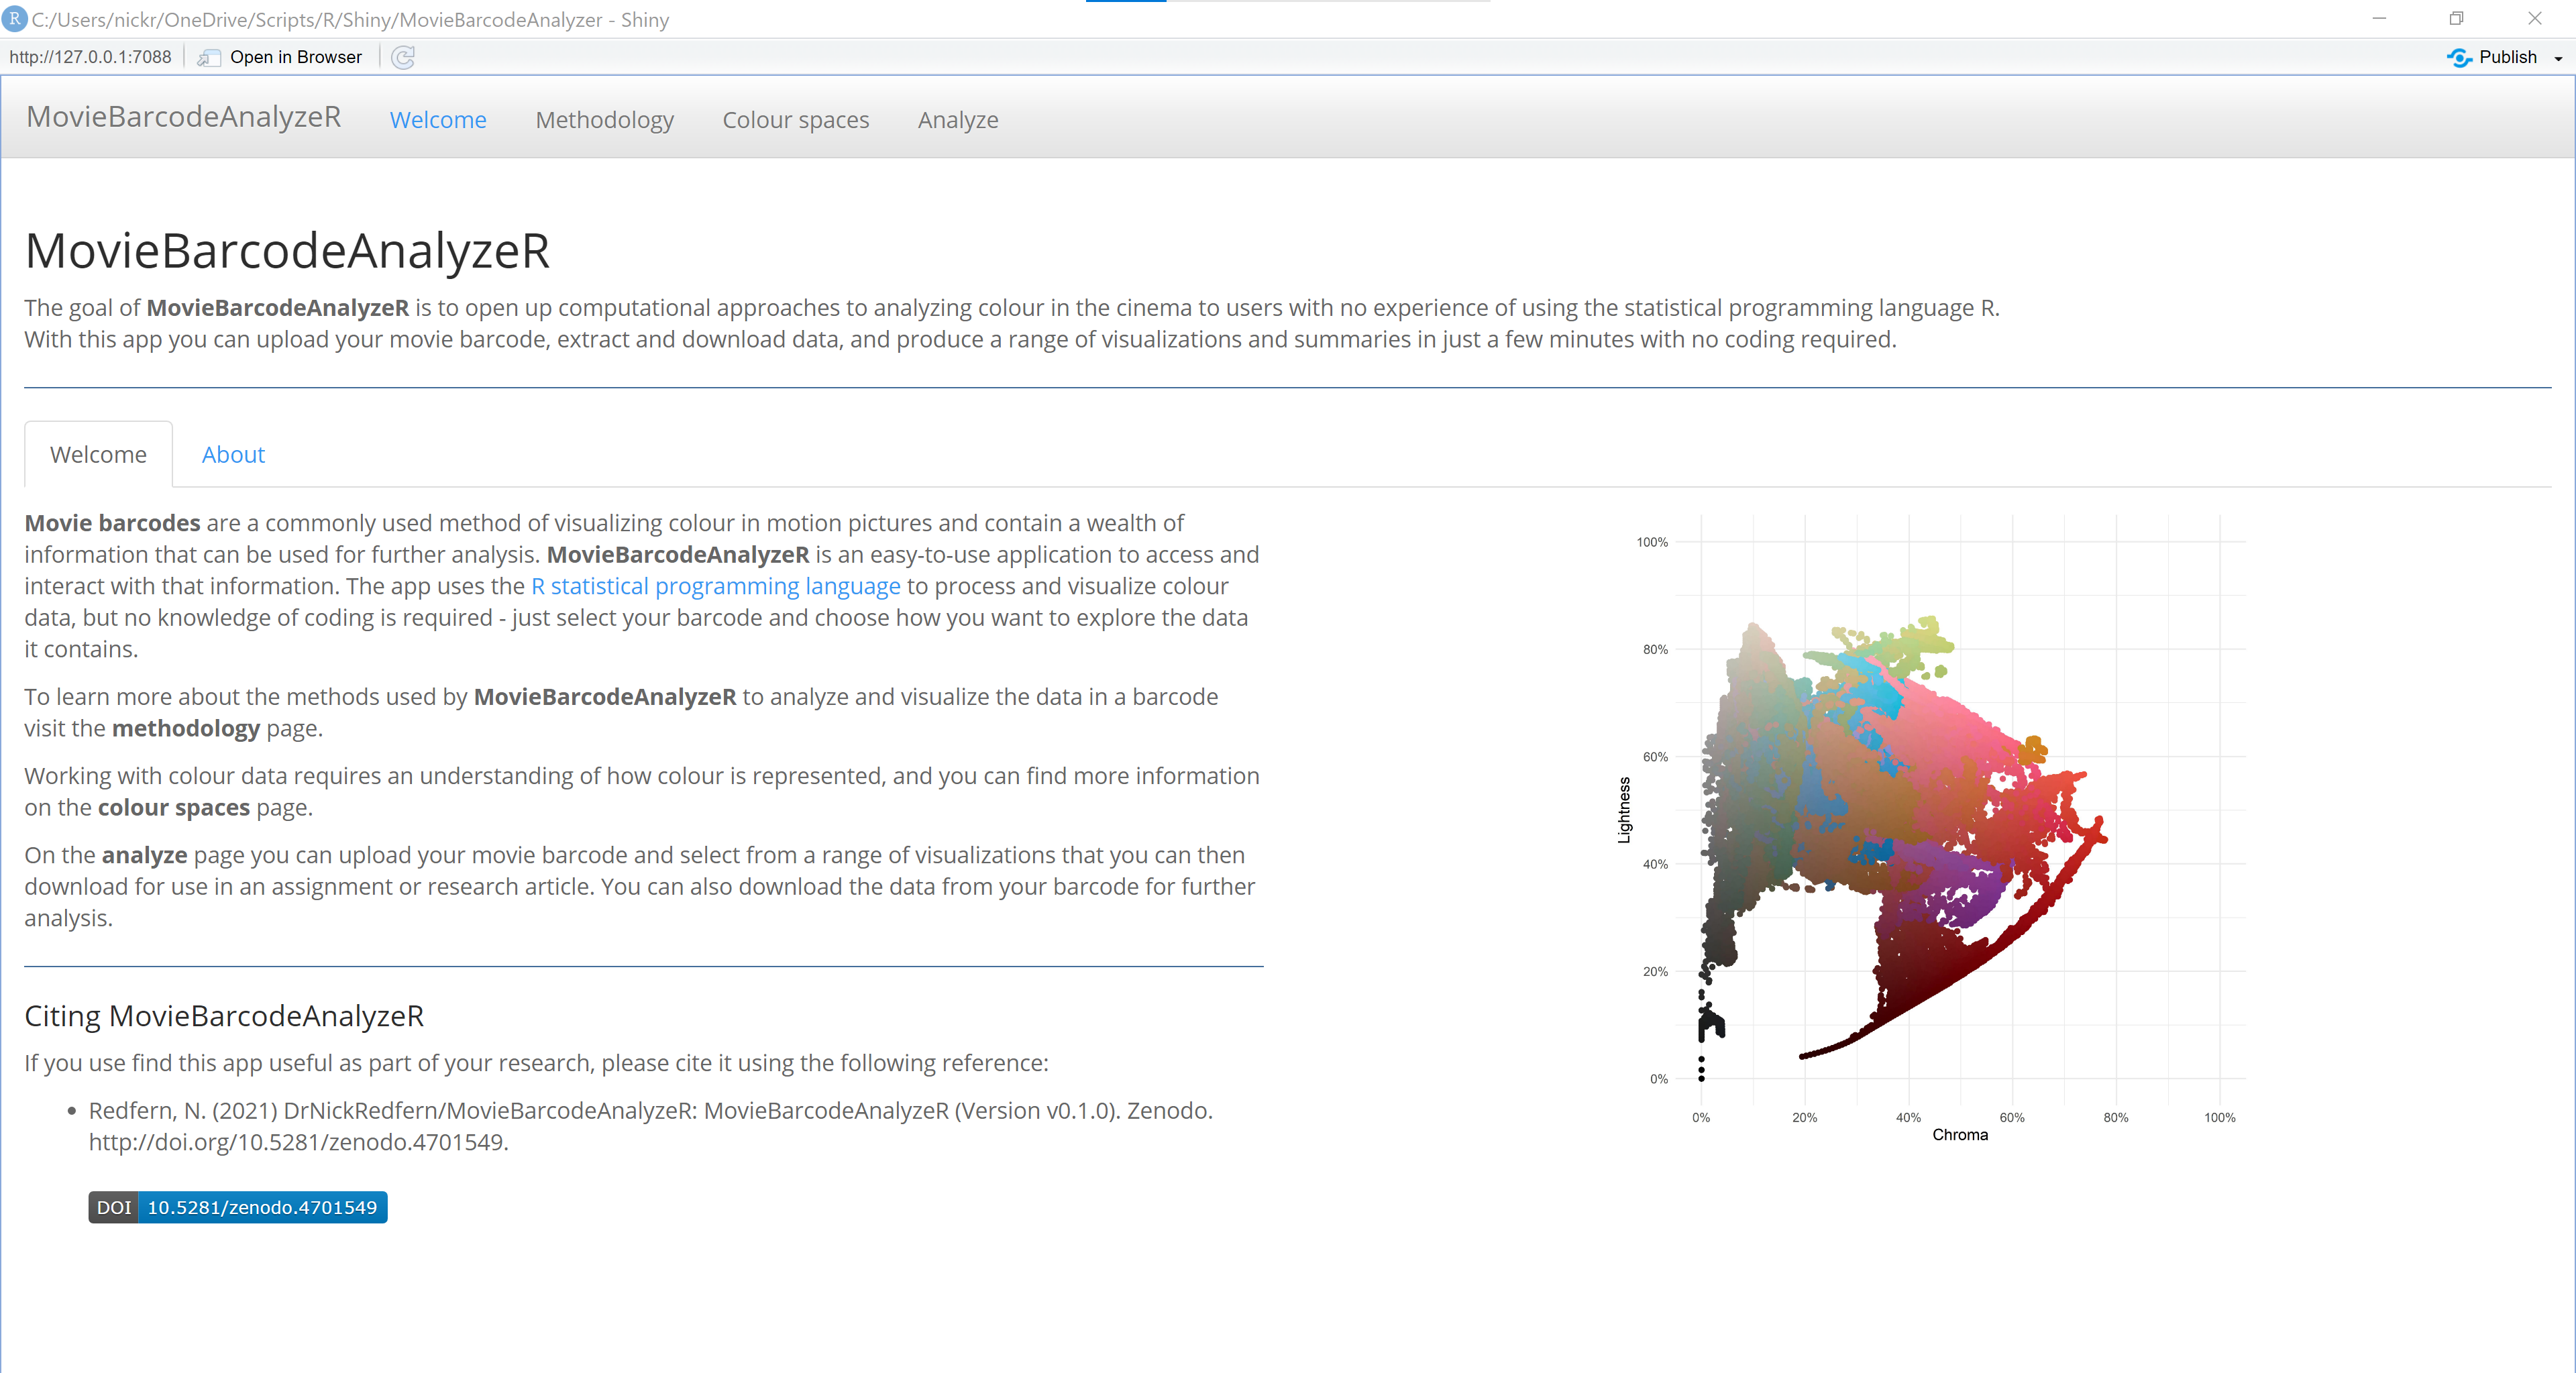 R C:/Users/nickr/OneDrive/Scripts/R/Shiny/MovieBarcodeAnalyzer - Shiny
http://127.0.0.1:7088 Open in Browser Publish
MovieBarcodeAnalyzeR Welcome Methodology Colour spaces Analyze
MovieBarcodeAnalyzeR
The goal of MovieBarcodeAnalyzeR is to open up computational approaches to analyzing colour in the cinema to users with no experience of using the statistical programming language R.
With this app you can upload your movie barcode, extract and download data, and produce a range of visualizations and summaries in just a few minutes with no coding required.
Welcome About
Movie barcodes are a commonly used method of visualizing colour in motion pictures and contain a wealth of
information that can be used for further analysis. MovieBarcodeAnalyzeR is an easy-to-use application to access and
interact with that information. The app uses the R statistical programming language to process and visualize colour
data, but no knowledge of coding is required - just select your barcode and choose how you want to explore the data
it contains.
To learn more about the methods used by MovieBarcodeAnalyzeR to analyze and visualize the data in a barcode
visit the methodology page.
Working with colour data requires an understanding of how colour is represented, and you can find more information
on the colour spaces page.
On the analyze page you can upload your movie barcode and select from a range of visualizations that you can then
download for use in an assignment or research article. You can also download the data from your barcode for further
analysis.
Citing MovieBarcodeAnalyzeR
If you use find this app useful as part of your research, please cite it using the following reference:
• Redfern, N. (2021) DrNickRedfern/MovieBarcodeAnalyzeR: MovieBarcodeAnalyzeR (Version v0.1.0). Zenodo.
http://doi.org/10.5281/zenodo.4701549.
DOI 10.5281/zenodo.4701549
Lightness
100%
80%
60%
40%
20%
0%
0% 20% 40% 60% 80% 100%
Chroma